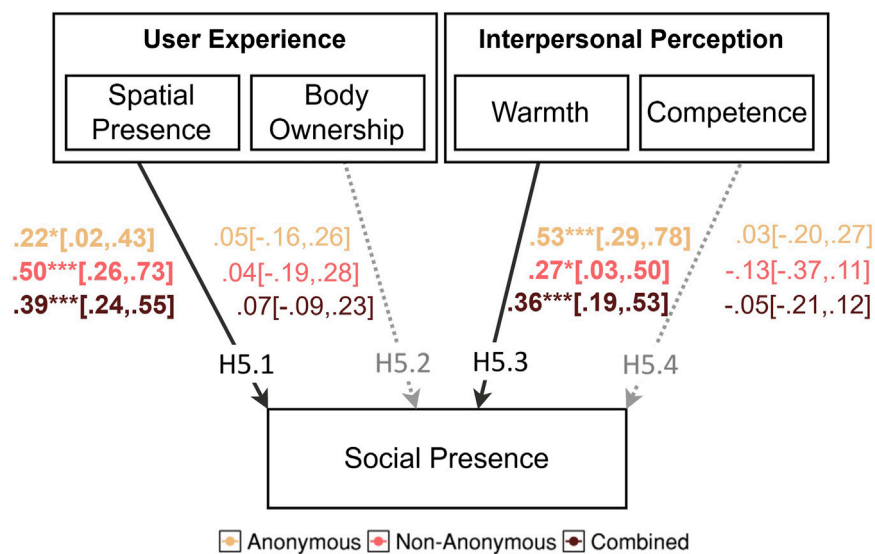 User Experience
Interpersonal Perception
Spatial
Presence
Body
Ownership
Warmth
Competence
.22*[.02,.43]
.05[-.16,.26]
.53***[.29,.78]
.03[-.20,.27]
.50***[.26,.73]
.04[-.19,.28]
.27*[.03,.50]
-.13[-.37,.11]
.39***[.24,.55]
.07[-.09,.23]
.36***[.19,.53]
-.05[-.21,.12]
H5.1
H5.2
H5.3
H5.4
Social Presence
Anonymous Non-Anonymous Combined